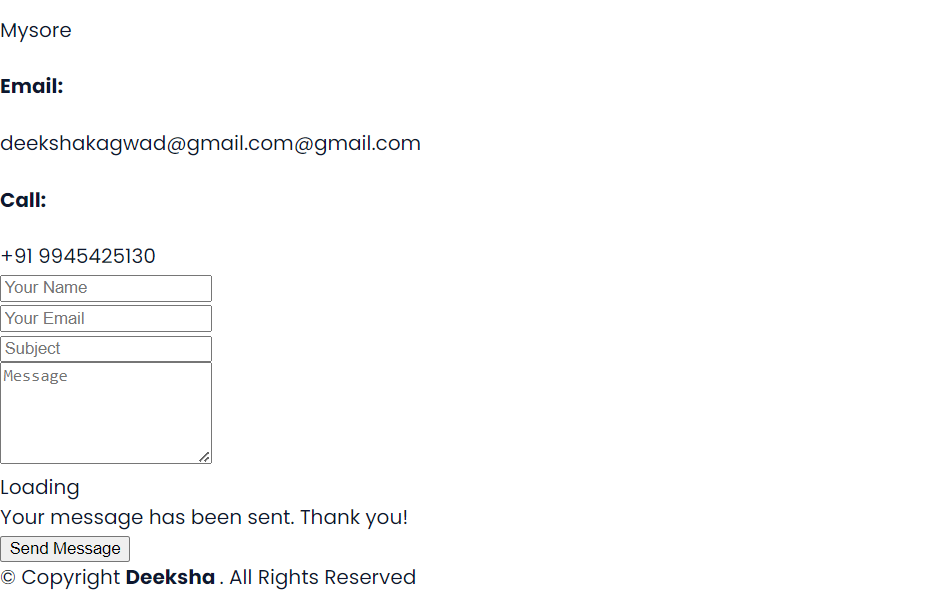 Mysore
Email:
deekshakagwad@gmail.com@gmail.com
Call:
+91 9945425130
Your Name
Your Email
Subject
Message
Loading
Your message has been sent. Thank you!
Send Message
© Copyright Deeksha . All Rights Reserved